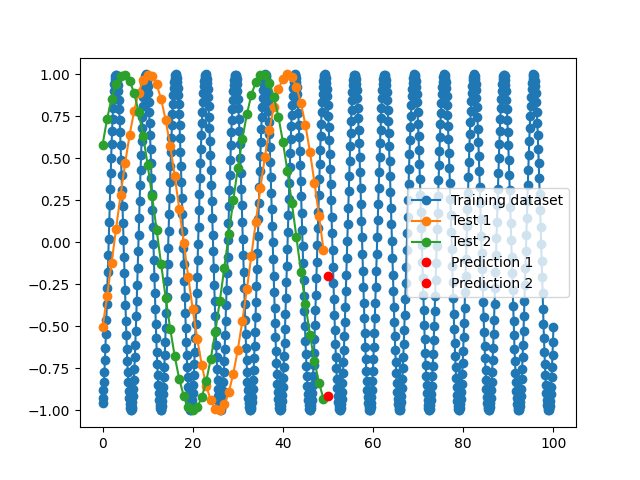 1.00
0.75
0.50
0.25
0.00
−0.25
−0.50
−0.75
−1.00
0 20 40 60 80 100
Training dataset
Test 1
Test 2
Prediction 1
Prediction 2